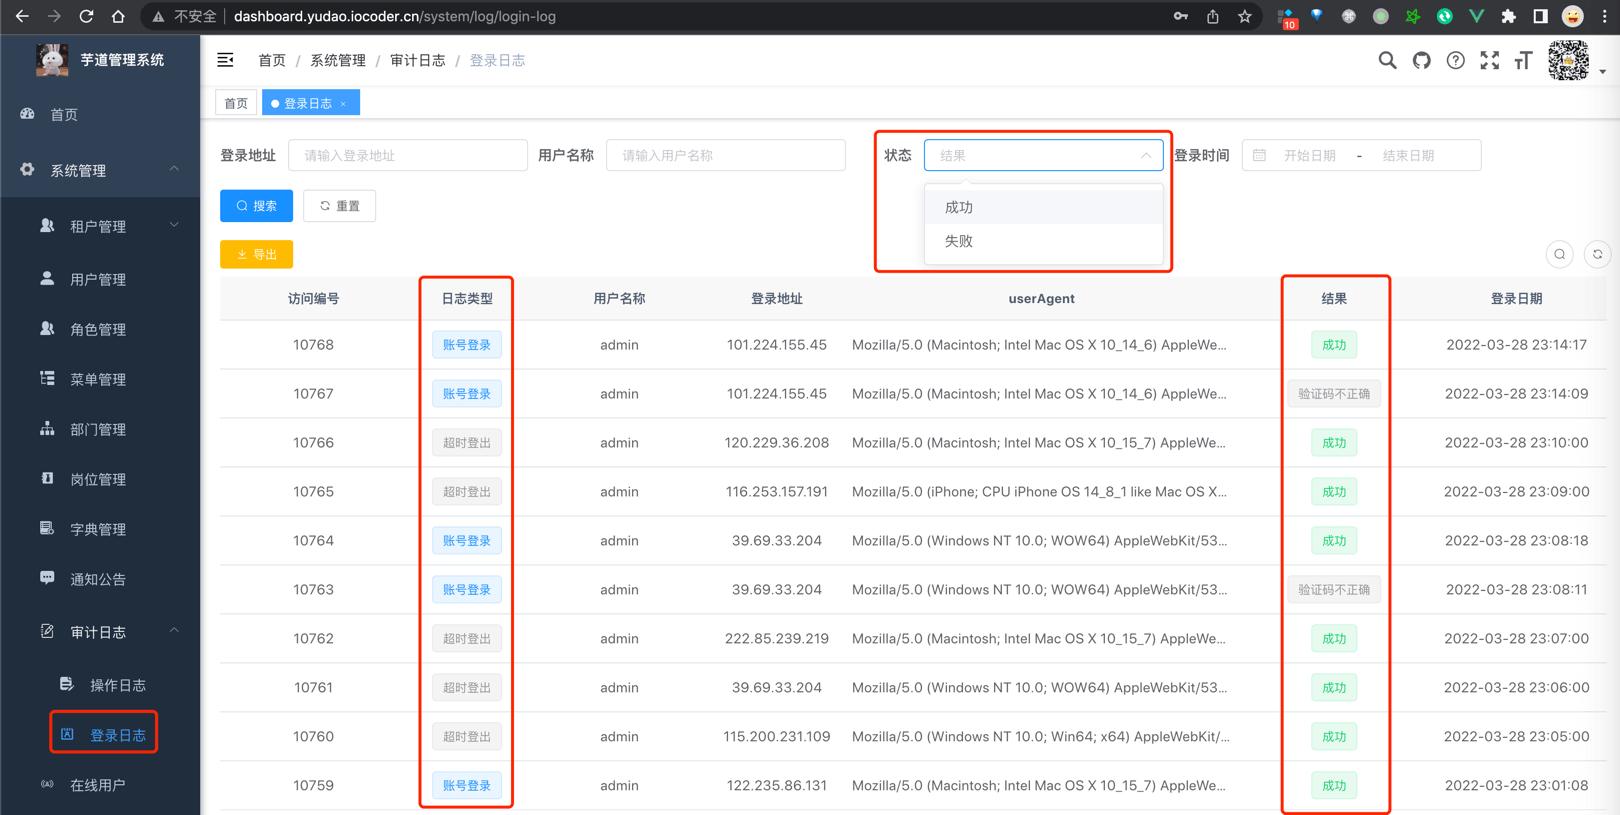 不安全 dashboard.yudao.iocoder.cn/system/log/login-log
10
芋道管理系统
首页 / 系统管理 / 审计日志 / 登录日志
首页
登录日志 ×
首页
系统管理
租户管理
用户管理
角色管理
菜单管理
部门管理
岗位管理
字典管理
通知公告
审计日志
操作日志
登录日志
在线用户
登录地址 请输入登录地址 用户名称 请输入用户名称 状态 结果 登录时间 开始日期 - 结束日期
成功
失败
搜索 重置
导出
访问编号 日志类型 用户名称 登录地址 userAgent 结果 登录日期
10768 账号登录 admin 101.224.155.45 Mozilla/5.0 (Macintosh; Intel Mac OS X 10_14_6) AppleWe... 成功 2022-03-28 23:14:17
10767 账号登录 admin 101.224.155.45 Mozilla/5.0 (Macintosh; Intel Mac OS X 10_14_6) AppleWe... 验证码不正确 2022-03-28 23:14:09
10766 超时登出 admin 120.229.36.208 Mozilla/5.0 (Macintosh; Intel Mac OS X 10_15_7) AppleWe... 成功 2022-03-28 23:10:00
10765 超时登出 admin 116.253.157.191 Mozilla/5.0 (iPhone; CPU iPhone OS 14_8_1 like Mac OS X... 成功 2022-03-28 23:09:00
10764 账号登录 admin 39.69.33.204 Mozilla/5.0 (Windows NT 10.0; WOW64) AppleWebKit/53... 成功 2022-03-28 23:08:18
10763 账号登录 admin 39.69.33.204 Mozilla/5.0 (Windows NT 10.0; WOW64) AppleWebKit/53... 验证码不正确 2022-03-28 23:08:11
10762 超时登出 admin 222.85.239.219 Mozilla/5.0 (Macintosh; Intel Mac OS X 10_15_7) AppleWe... 成功 2022-03-28 23:07:00
10761 超时登出 admin 39.69.33.204 Mozilla/5.0 (Windows NT 10.0; WOW64) AppleWebKit/53... 成功 2022-03-28 23:06:00
10760 超时登出 admin 115.200.231.109 Mozilla/5.0 (Windows NT 10.0; Win64; x64) AppleWebKit/... 成功 2022-03-28 23:05:00
10759 账号登录 admin 122.235.86.131 Mozilla/5.0 (Macintosh; Intel Mac OS X 10_15_7) AppleWe... 成功 2022-03-28 23:01:08